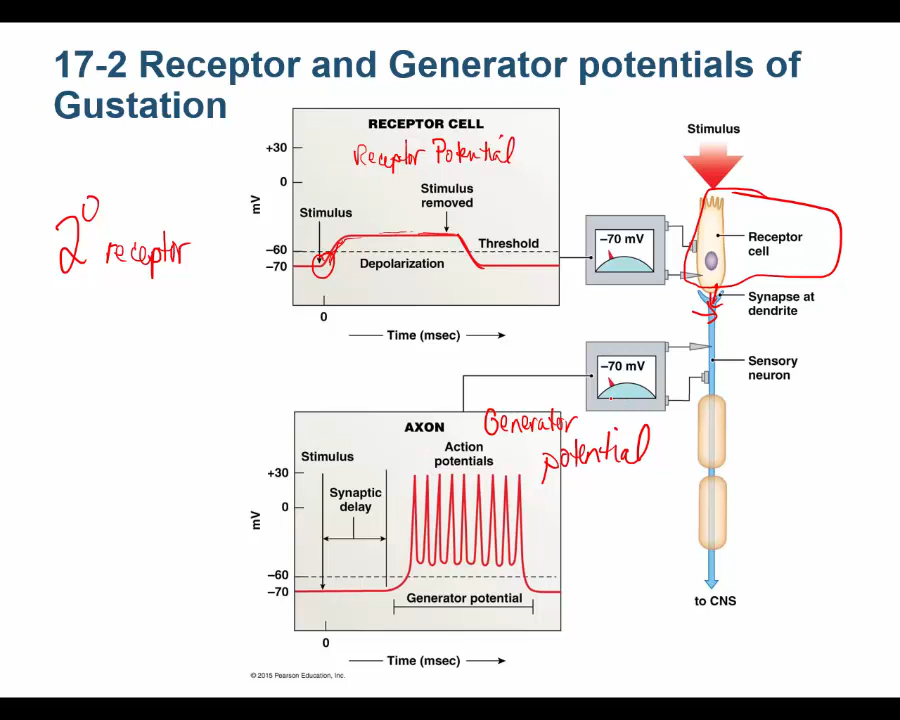 17-2 Receptor and Generator potentials of
Gustation
RECEPTOR CELL
Receptor Potential
+30
0
mV
-60
-70
Stimulus
Stimulus
removed
Threshold
Depolarization
0
Time (msec)
2° receptor
Stimulus
–70 mV
Receptor
cell
Synapse at
dendrite
–70 mV
Sensory
neuron
to CNS
AXON
Generator
potential
Stimulus
Action
potentials
+30
Synaptic
delay
0
mV
–60
–70
Generator potential
0
Time (msec)
© 2015 Pearson Education, Inc.